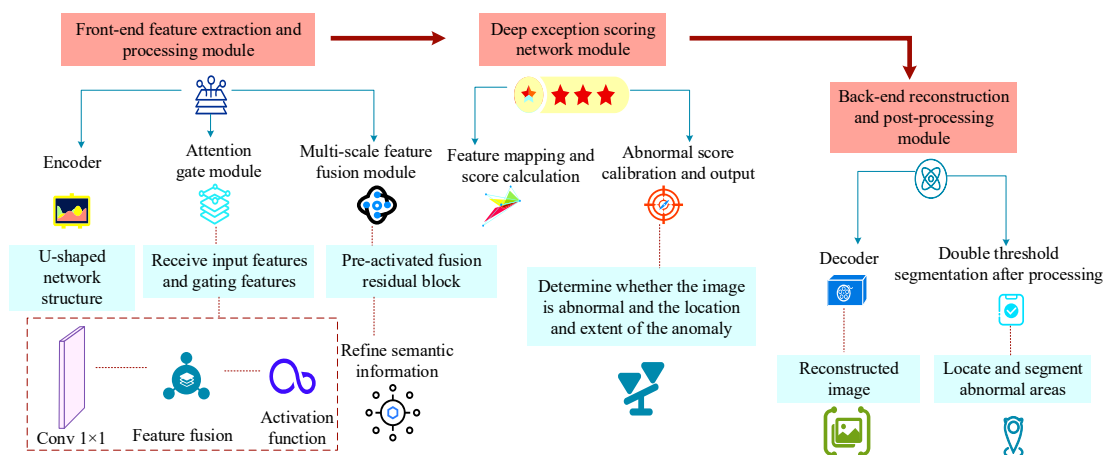 Front-end feature extraction and
processing module
Deep exception scoring
network module
Back-end reconstruction
and post-processing
module
Encoder
Attention
gate module
Multi-scale feature
fusion module
Feature mapping and
score calculation
Abnormal score
calibration and output
U-shaped
network
structure
Receive input features
and gating features
Pre-activated fusion
residual block
Determine whether the image
is abnormal and the location
and extent of the anomaly
Decoder
Double threshold
segmentation after processing
Refine semantic
information
Reconstructed
image
Locate and segment
abnormal areas
Conv 1×1
Feature fusion
Activation
function